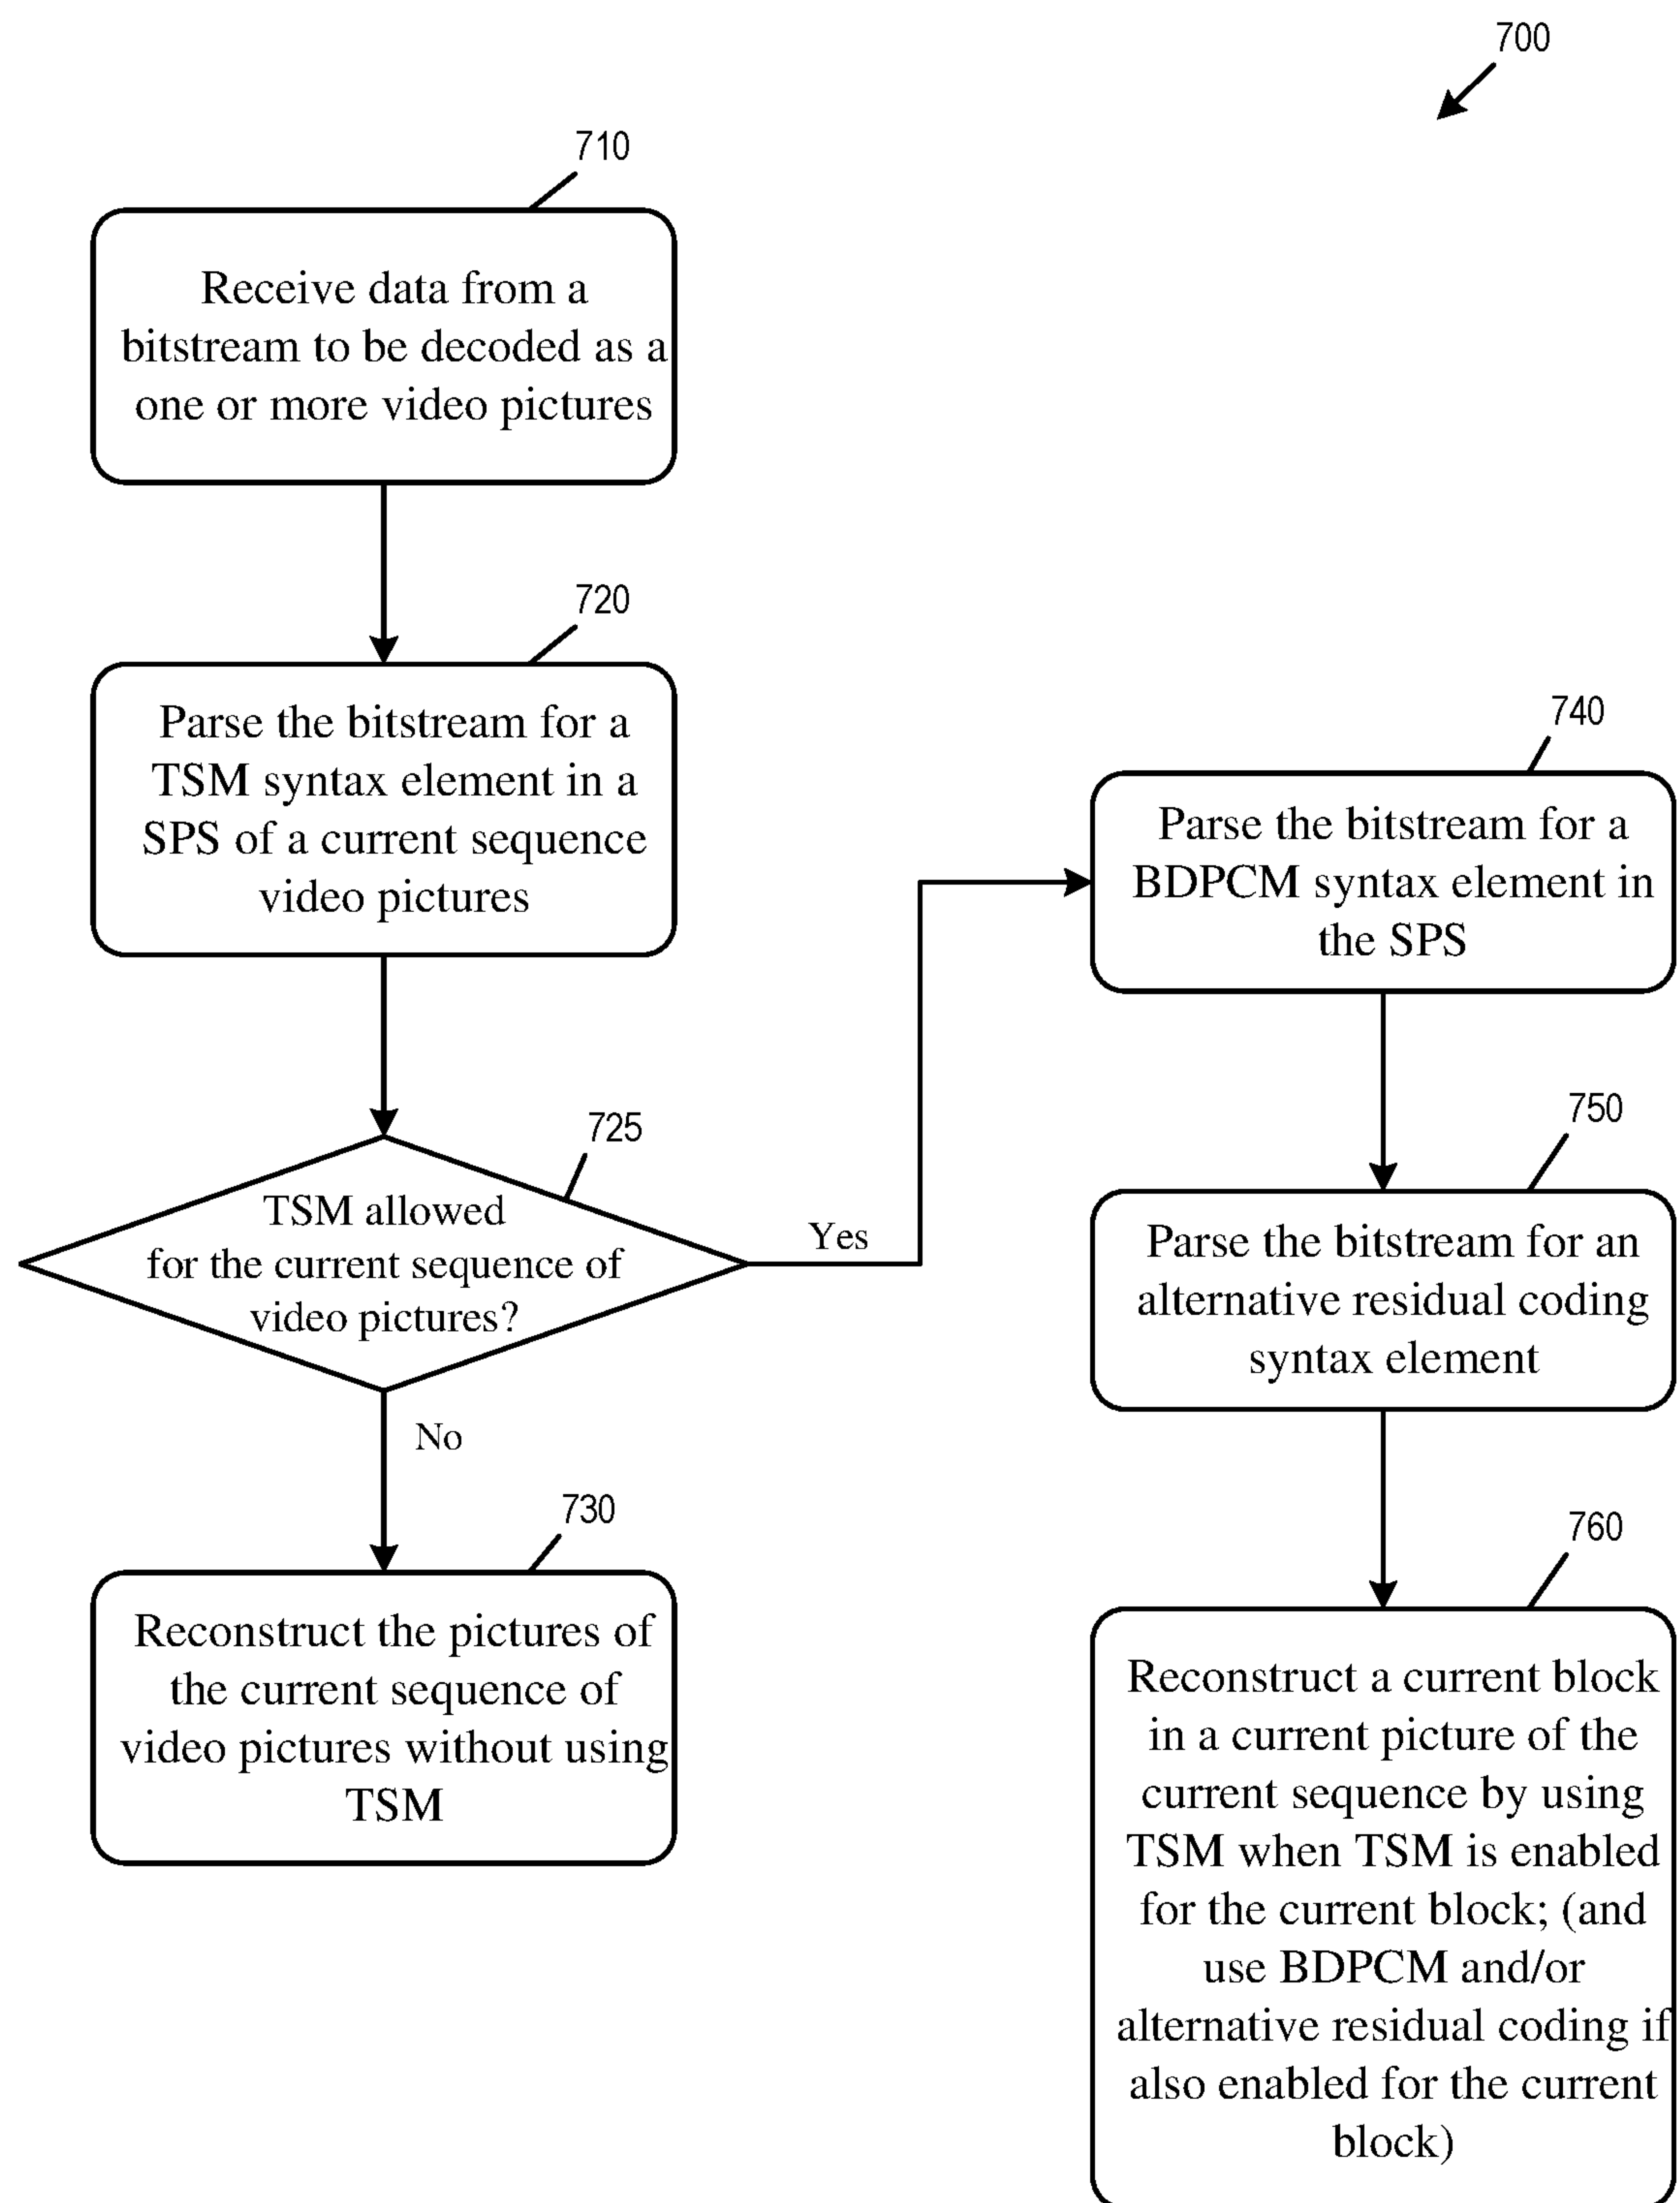 700
710
Receive data from a
bitstream to be decoded as a
one or more video pictures
720
Parse the bitstream for a
TSM syntax element in a
SPS of a current sequence
video pictures
725
TSM allowed
for the current sequence of
video pictures?
Yes
No
730
Reconstruct the pictures of
the current sequence of
video pictures without using
TSM
740
Parse the bitstream for a
BDPCM syntax element in
the SPS
750
Parse the bitstream for an
alternative residual coding
syntax element
760
Reconstruct a current block
in a current picture of the
current sequence by using
TSM when TSM is enabled
for the current block; (and
use BDPCM and/or
alternative residual coding if
also enabled for the current
block)